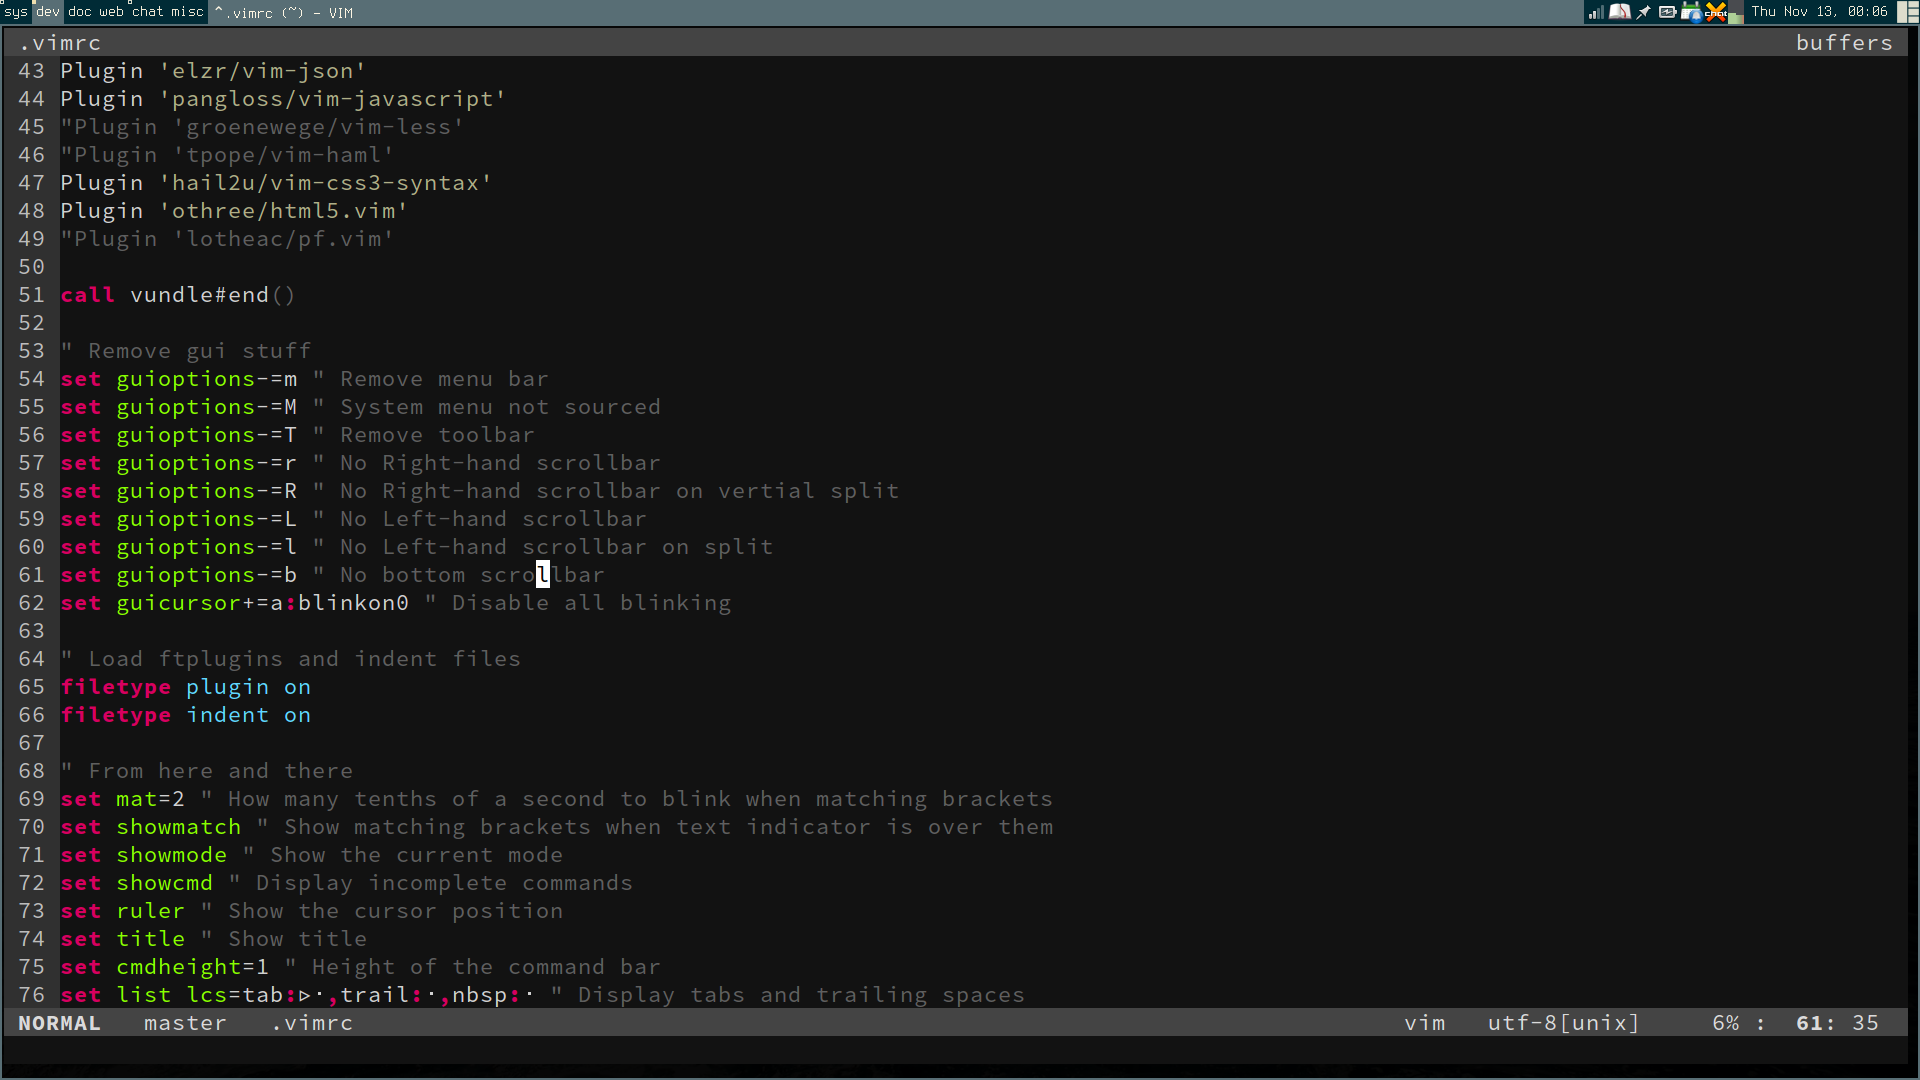 sys dev doc web chat misc ^.vimrc (~) - VIM Thu Nov 13, 00:06
.vimrc buffers
43 Plugin 'elzr/vim-json'
44 Plugin 'pangloss/vim-javascript'
45 "Plugin 'groenewege/vim-less'
46 "Plugin 'tpope/vim-haml'
47 Plugin 'hail2u/vim-css3-syntax'
48 Plugin 'othree/html5.vim'
49 "Plugin 'lotheac/pf.vim'
50
51 call vundle#end()
52
53 " Remove gui stuff
54 set guioptions-=m " Remove menu bar
55 set guioptions-=M " System menu not sourced
56 set guioptions-=T " Remove toolbar
57 set guioptions-=r " No Right-hand scrollbar
58 set guioptions-=R " No Right-hand scrollbar on vertial split
59 set guioptions-=L " No Left-hand scrollbar
60 set guioptions-=l " No Left-hand scrollbar on split
61 set guioptions-=b " No bottom scrollbar
62 set guicursor+=a:blinkon0 " Disable all blinking
63
64 " Load ftplugins and indent files
65 filetype plugin on
66 filetype indent on
67
68 " From here and there
69 set mat=2 " How many tenths of a second to blink when matching brackets
70 set showmatch " Show matching brackets when text indicator is over them
71 set showmode " Show the current mode
72 set showcmd " Display incomplete commands
73 set ruler " Show the cursor position
74 set title " Show title
75 set cmdheight=1 " Height of the command bar
76 set list lcs=tab:▹·,trail:·,nbsp:· " Display tabs and trailing spaces
NORMAL master .vimrc vim utf-8[unix] 6% : 61: 35